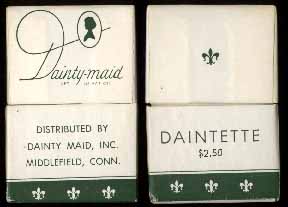 Dainty-maid
DISTRIBUTED BY
DAINTY MAID, INC.
MIDDLEFIELD, CONN.
DAINTETTE
$2.50